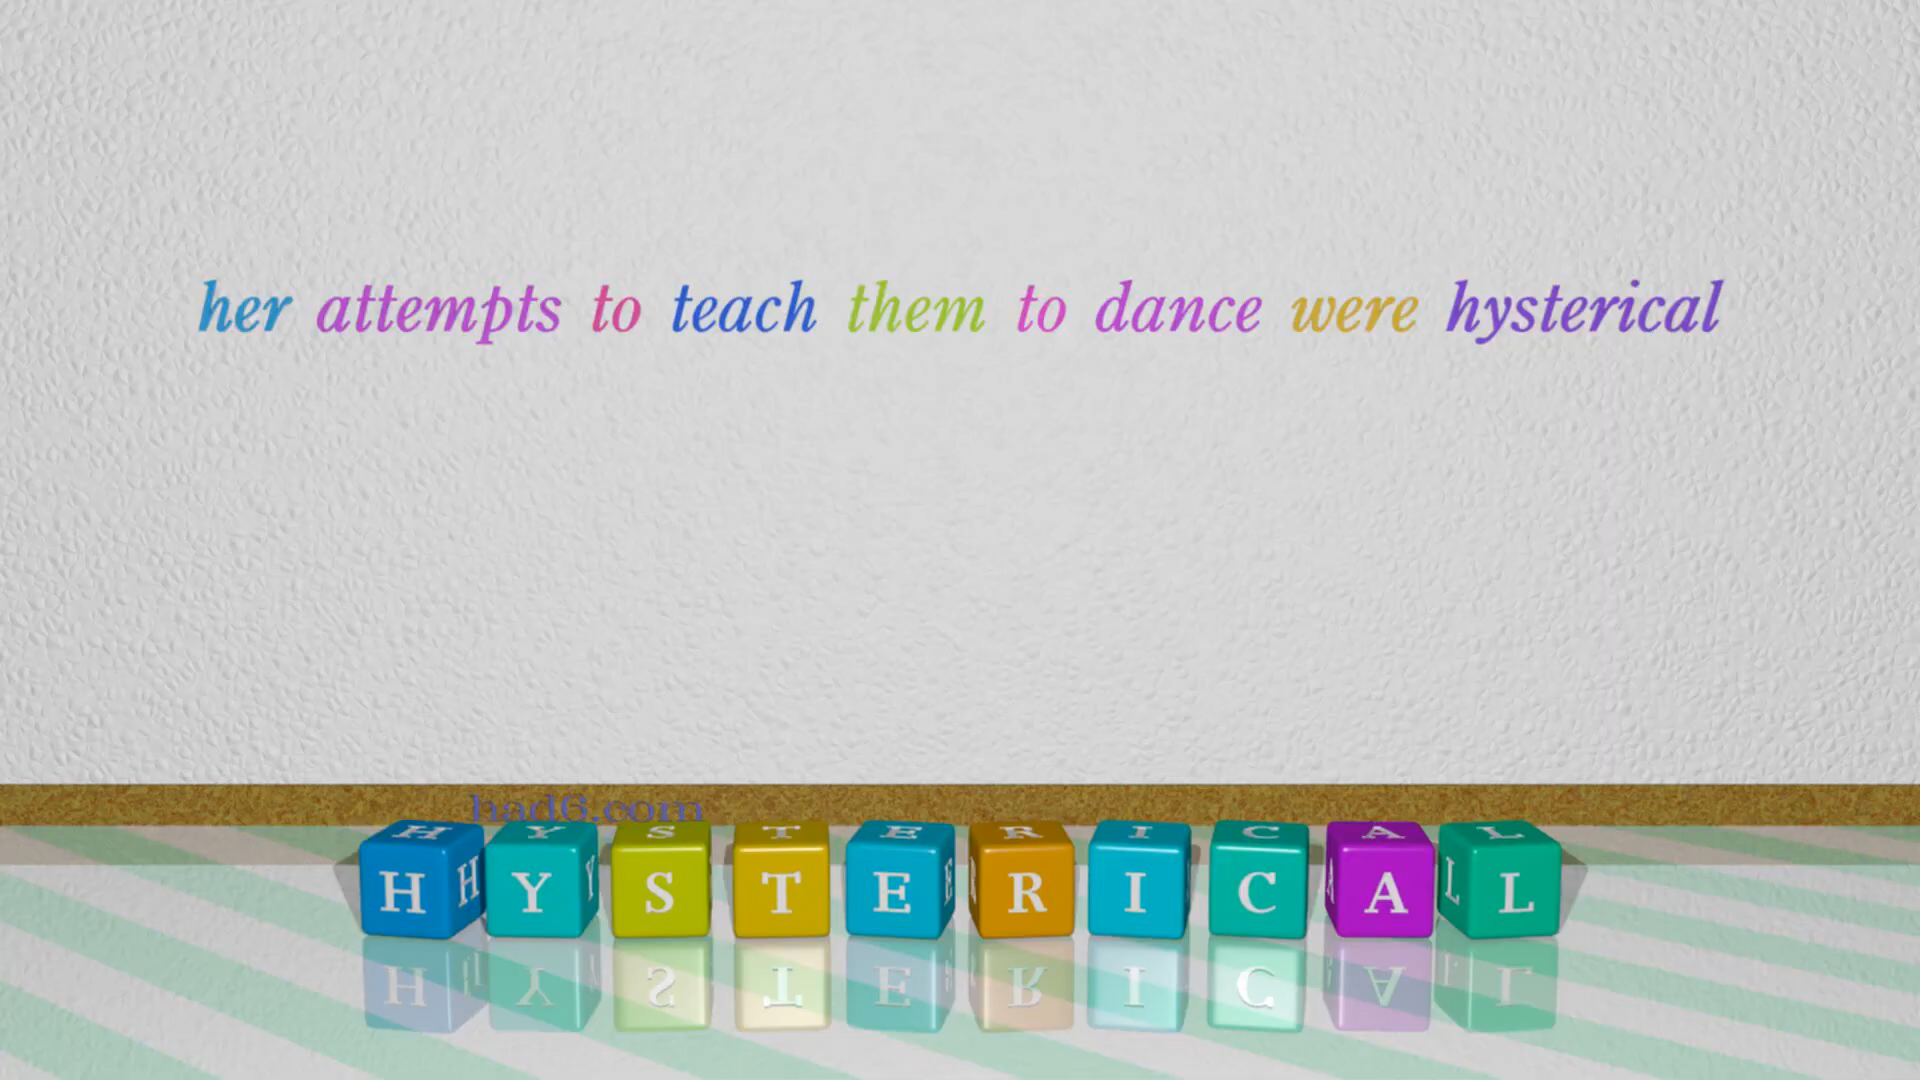 her attempts to teach them to dance were hysterical
had6.com
HYSTERICAL